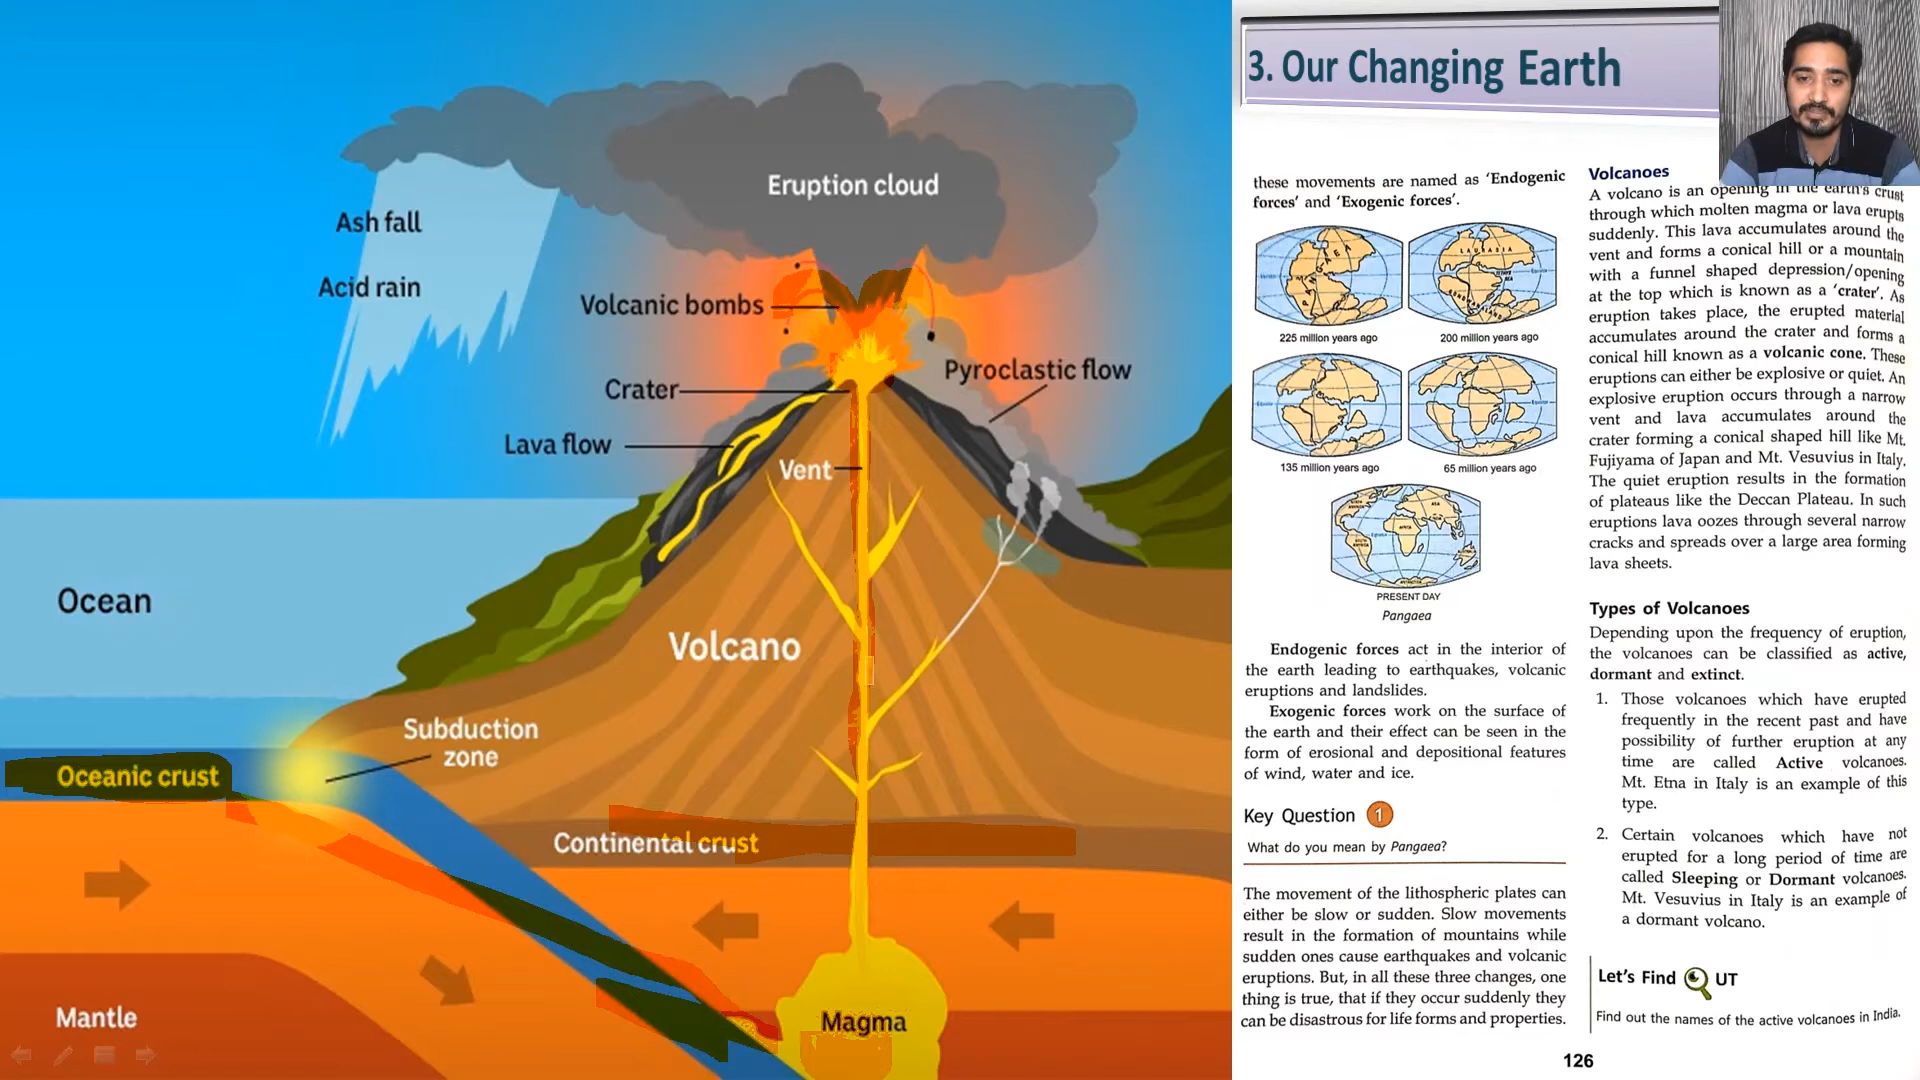 Eruption cloud
Ash fall
Acid rain
Volcanic bombs
Pyroclastic flow
Crater
Lava flow
Vent
Ocean
Volcano
Subduction
zone
Oceanic crust
Continental crust
Mantle
Magma
3. Our Changing Earth
these movements are named as ‘Endogenic
forces’ and ‘Exogenic forces’.
PANGAEA
LAURASIA
225 million years ago
200 million years ago
135 million years ago
65 million years ago
PRESENT DAY
Pangaea
Endogenic forces act in the interior of
the earth leading to earthquakes, volcanic
eruptions and landslides.
Exogenic forces work on the surface of
the earth and their effect can be seen in the
form of erosional and depositional features
of wind, water and ice.
Key Question 1
What do you mean by Pangaea?
The movement of the lithospheric plates can
either be slow or sudden. Slow movements
result in the formation of mountains while
sudden ones cause earthquakes and volcanic
eruptions. But, in all these three changes, one
thing is true, that if they occur suddenly they
can be disastrous for life forms and properties.
Volcanoes
A volcano is an opening in the earth's crust
through which molten magma or lava erupts
suddenly. This lava accumulates around the
vent and forms a conical hill or a mountain
with a funnel shaped depression/opening
at the top which is known as a ‘crater’. As
eruption takes place, the erupted material
accumulates around the crater and forms a
conical hill known as a volcanic cone. These
eruptions can either be explosive or quiet. An
explosive eruption occurs through a narrow
vent and lava accumulates around the
crater forming a conical shaped hill like Mt.
Fujiyama of Japan and Mt. Vesuvius in Italy.
The quiet eruption results in the formation
of plateaus like the Deccan Plateau. In such
eruptions lava oozes through several narrow
cracks and spreads over a large area forming
lava sheets.
Types of Volcanoes
Depending upon the frequency of eruption,
the volcanoes can be classified as active,
dormant and extinct.
1. Those volcanoes which have erupted
frequently in the recent past and have
possibility of further eruption at any
time are called Active volcanoes.
Mt. Etna in Italy is an example of this
type.
2. Certain volcanoes which have not
erupted for a long period of time are
called Sleeping or Dormant volcanoes.
Mt. Vesuvius in Italy is an example of
a dormant volcano.
Let's Find UT
Find out the names of the active volcanoes in India.
126